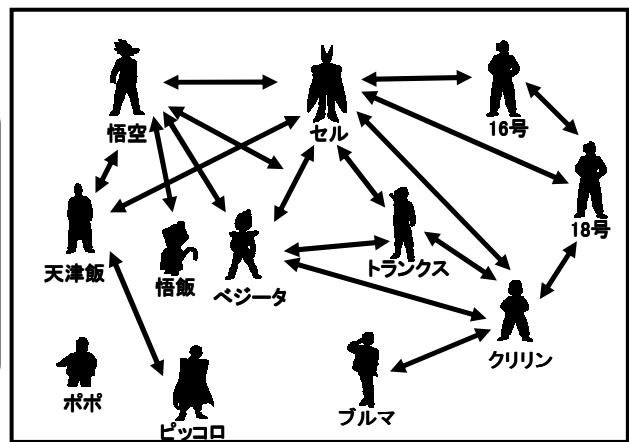 悟空
セル
16号
18号
天津飯
悟飯
ベジータ
トランクス
クリリン
ポポ
ピッコロ
ブルマ